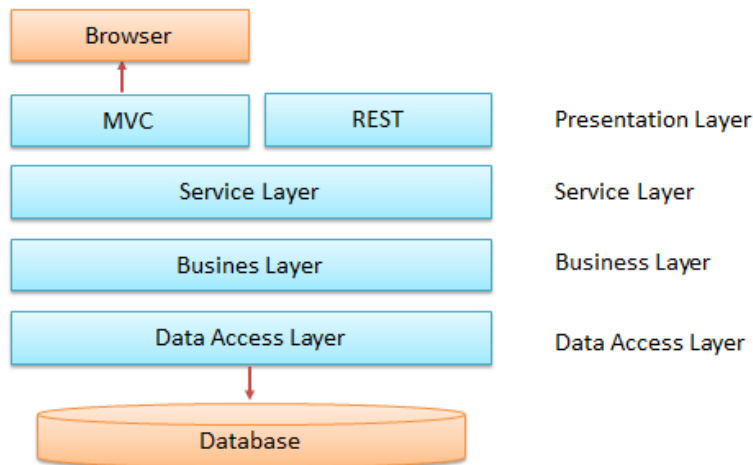 Browser
MVC
REST
Presentation Layer
Service Layer
Service Layer
Busines Layer
Business Layer
Data Access Layer
Data Access Layer
Database